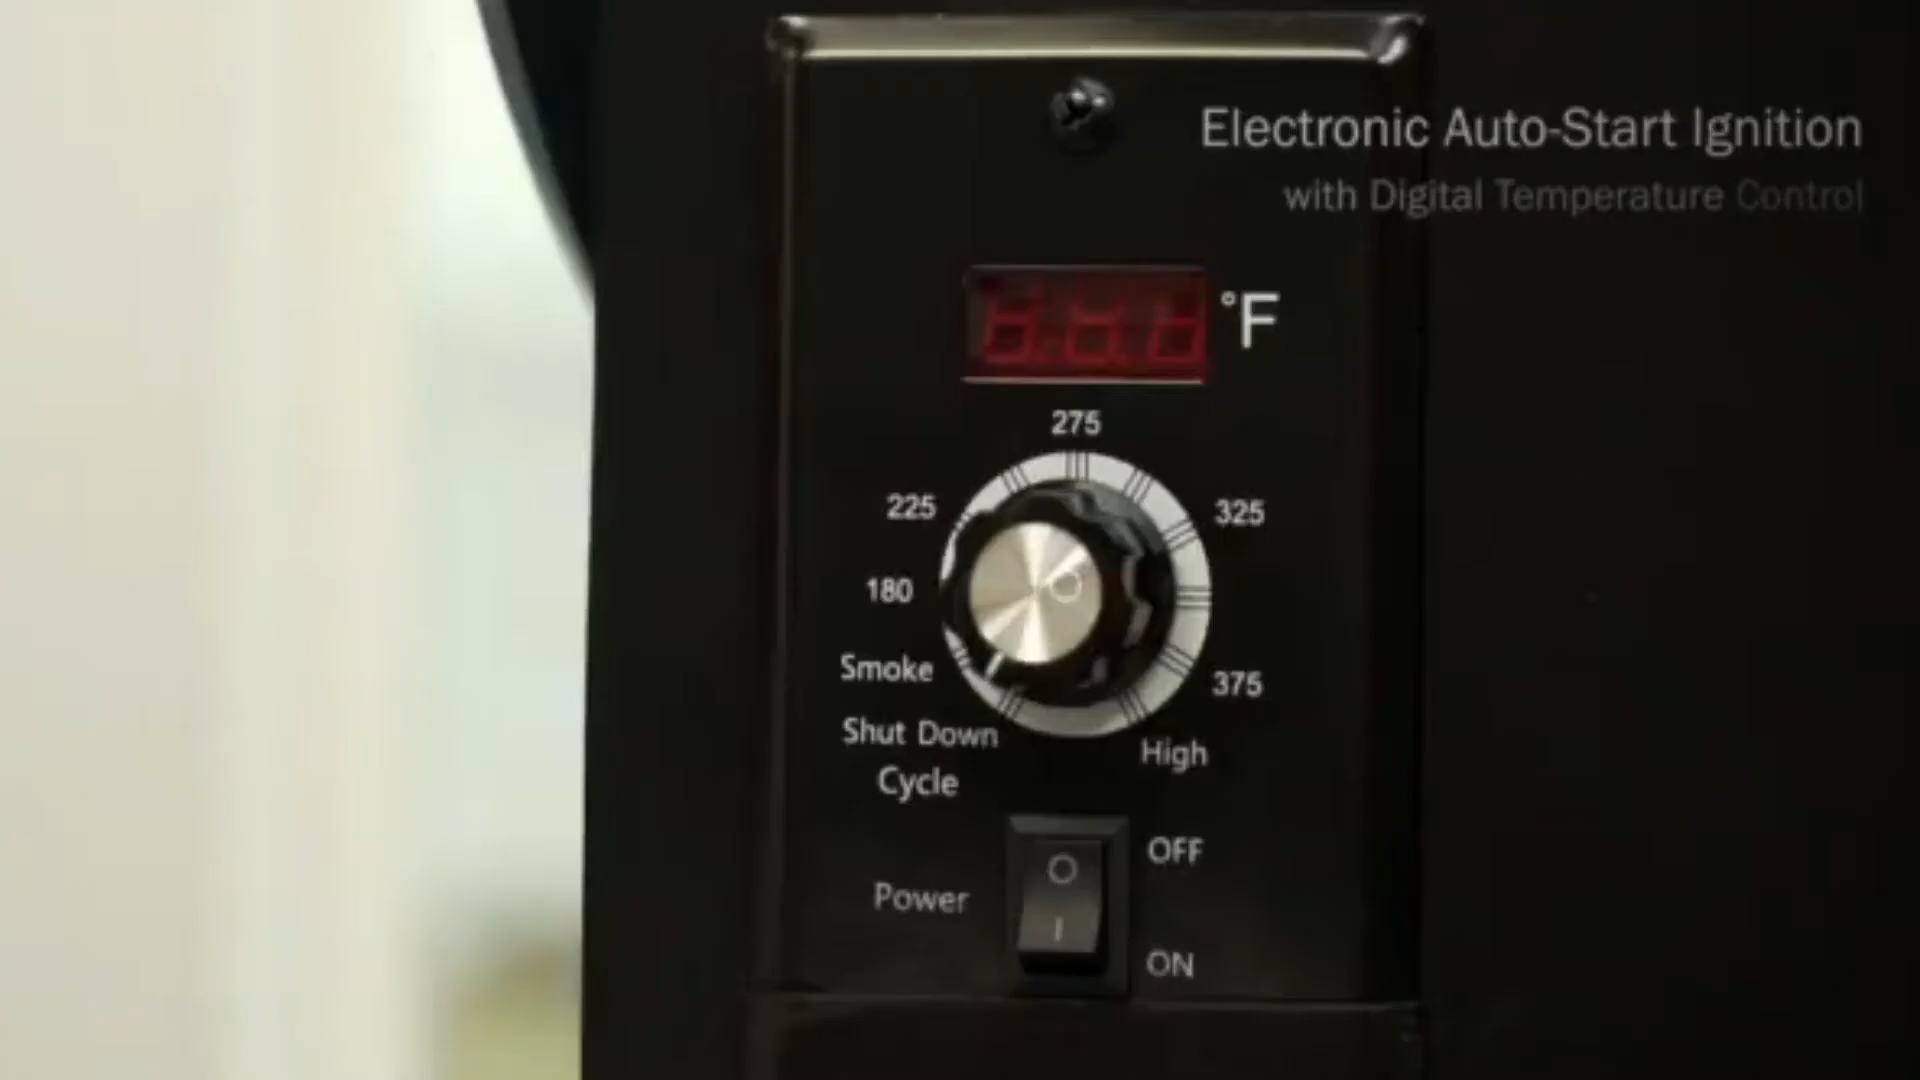 Electronic Auto-Start Ignition
with Digital Temperature Control
°F
275
225
325
180
Smoke
375
Shut Down
Cycle
High
OFF
Power
ON